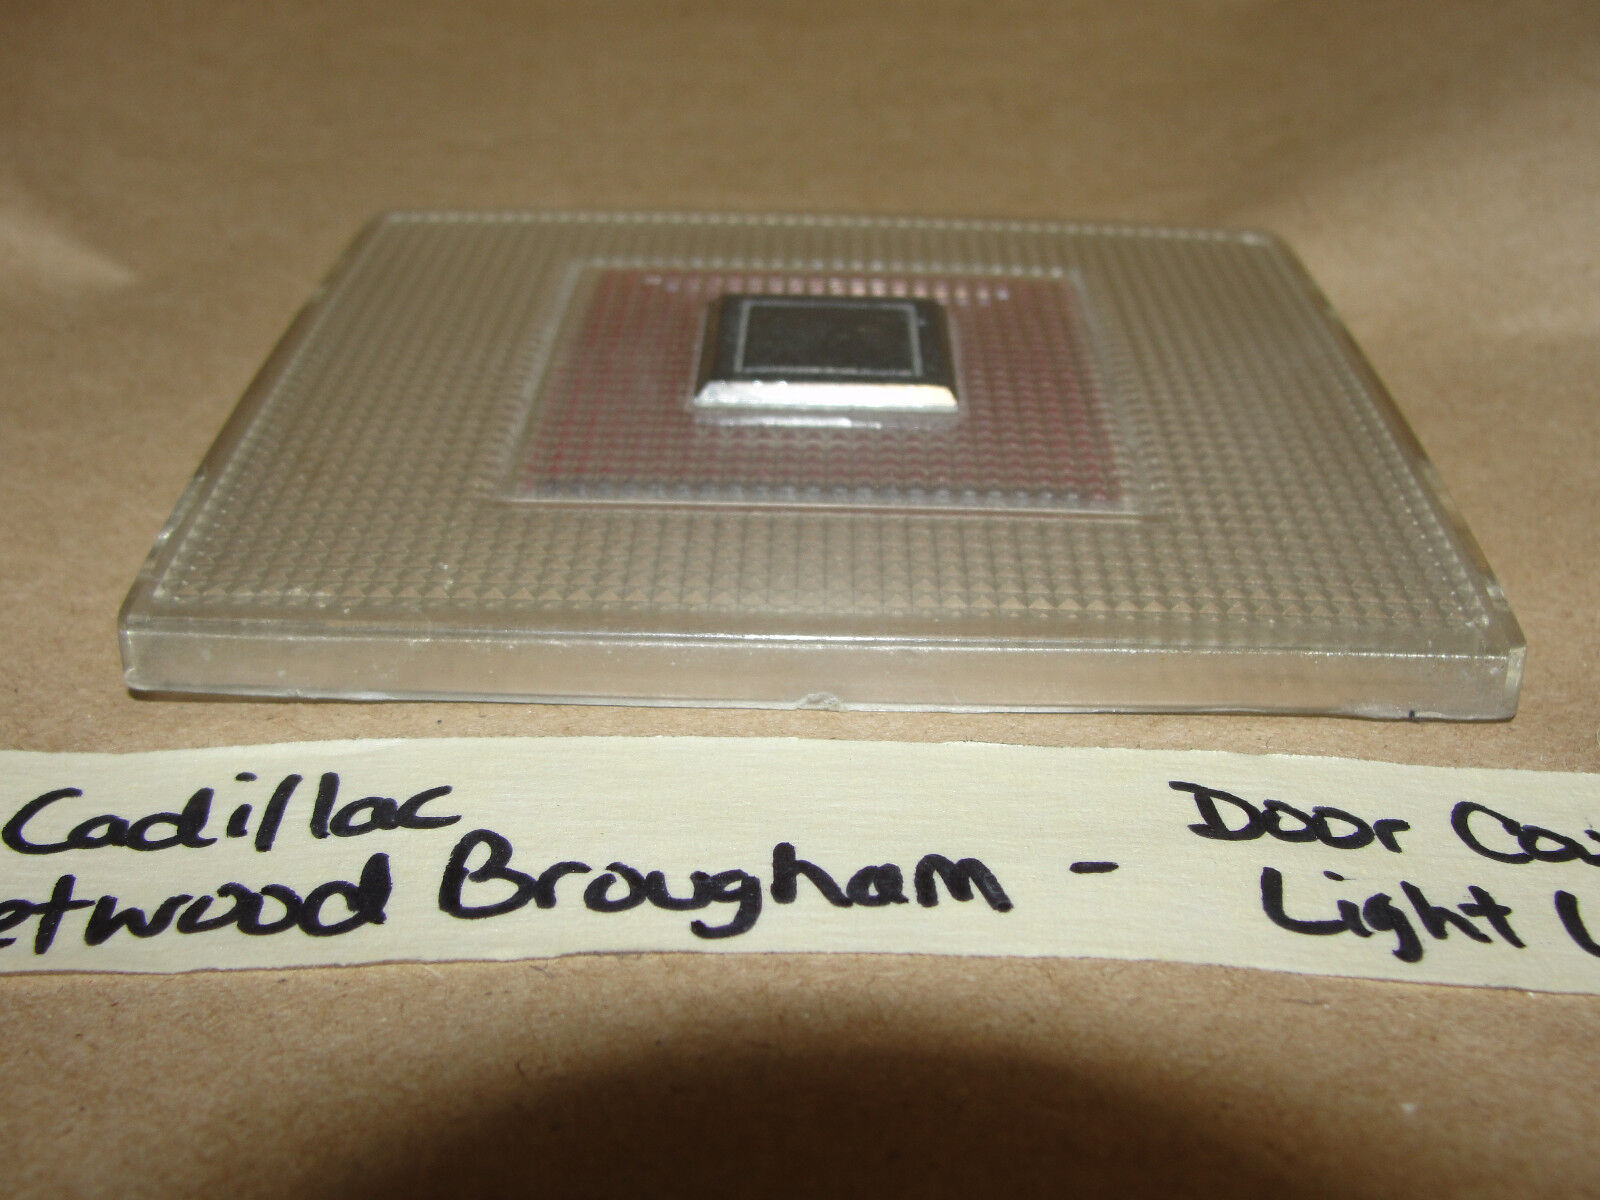 Cadillac Door
etwood Brougham - Light